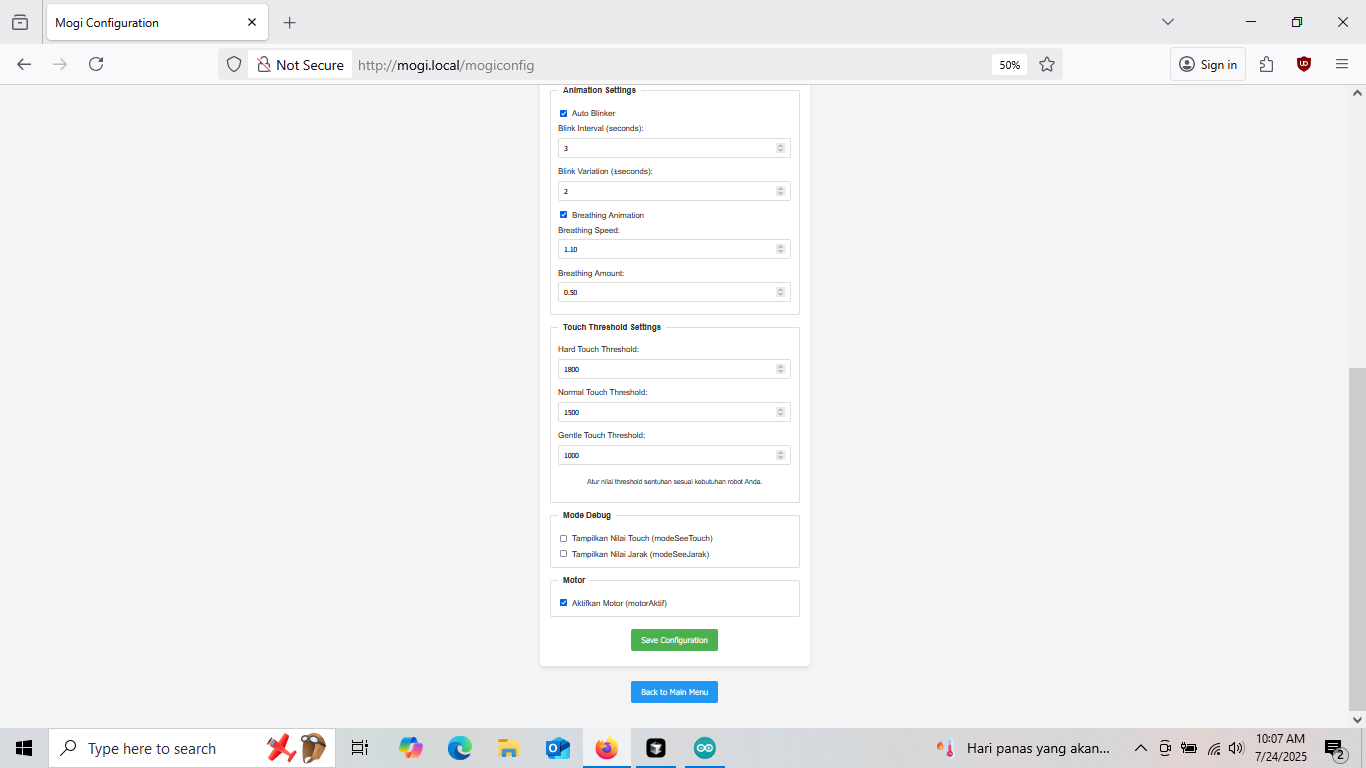 Mogi Configuration
Not Secure
http://mogi.local/mogiconfig
50%
Sign in
Animation Settings
Auto Blinker
Blink Interval (seconds):
3
Blink Variation (±seconds):
2
Breathing Animation
Breathing Speed:
1.10
Breathing Amount:
0.50
Touch Threshold Settings
Hard Touch Threshold:
1800
Normal Touch Threshold:
1500
Gentle Touch Threshold:
1000
Atur nilai threshold sentuhan sesuai kebutuhan robot Anda.
Mode Debug
Tampilkan Nilai Touch (modeSeeTouch)
Tampilkan Nilai Jarak (modeSeeJarak)
Motor
Aktifkan Motor (motorAktif)
Save Configuration
Back to Main Menu
Type here to search
Hari panas yang akan...
10:07 AM
7/24/2025
2